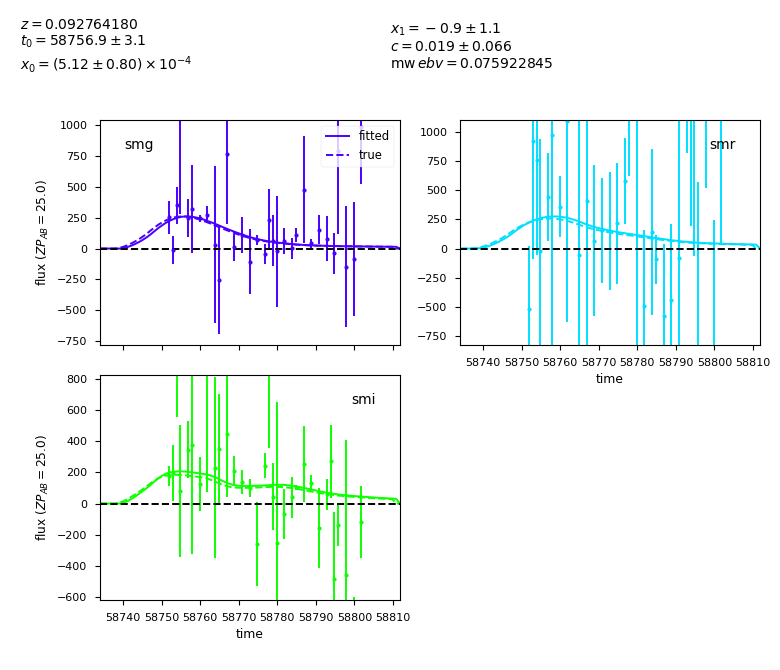 z = 0.092764180
t₀ = 58756.9 ± 3.1
x₀ = (5.12 ± 0.80) × 10⁻⁴
x₁ = −0.9 ± 1.1
c = 0.019 ± 0.066
mw ebv = 0.075922845
smg
fitted
true
1000
750
500
250
0
−250
−500
−750
flux (ZP_AB = 25.0)
smr
1000
750
500
250
0
−250
−500
−750
58740 58750 58760 58770 58780 58790 58800 58810
time
smi
800
600
400
200
0
−200
−400
−600
flux (ZP_AB = 25.0)
58740 58750 58760 58770 58780 58790 58800 58810
time